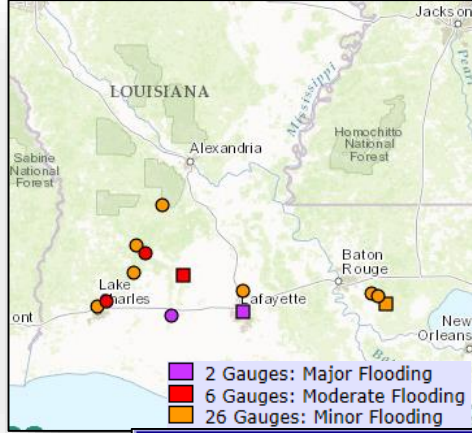 Jackson
LOUISIANA
Mississippi
Homochitto
National
Forest
Alexandria
Sabine
National
Forest
Baton
Rouge
Lake
Charles
Lafayette
ont
New
Orleans
2 Gauges: Major Flooding
6 Gauges: Moderate Flooding
26 Gauges: Minor Flooding